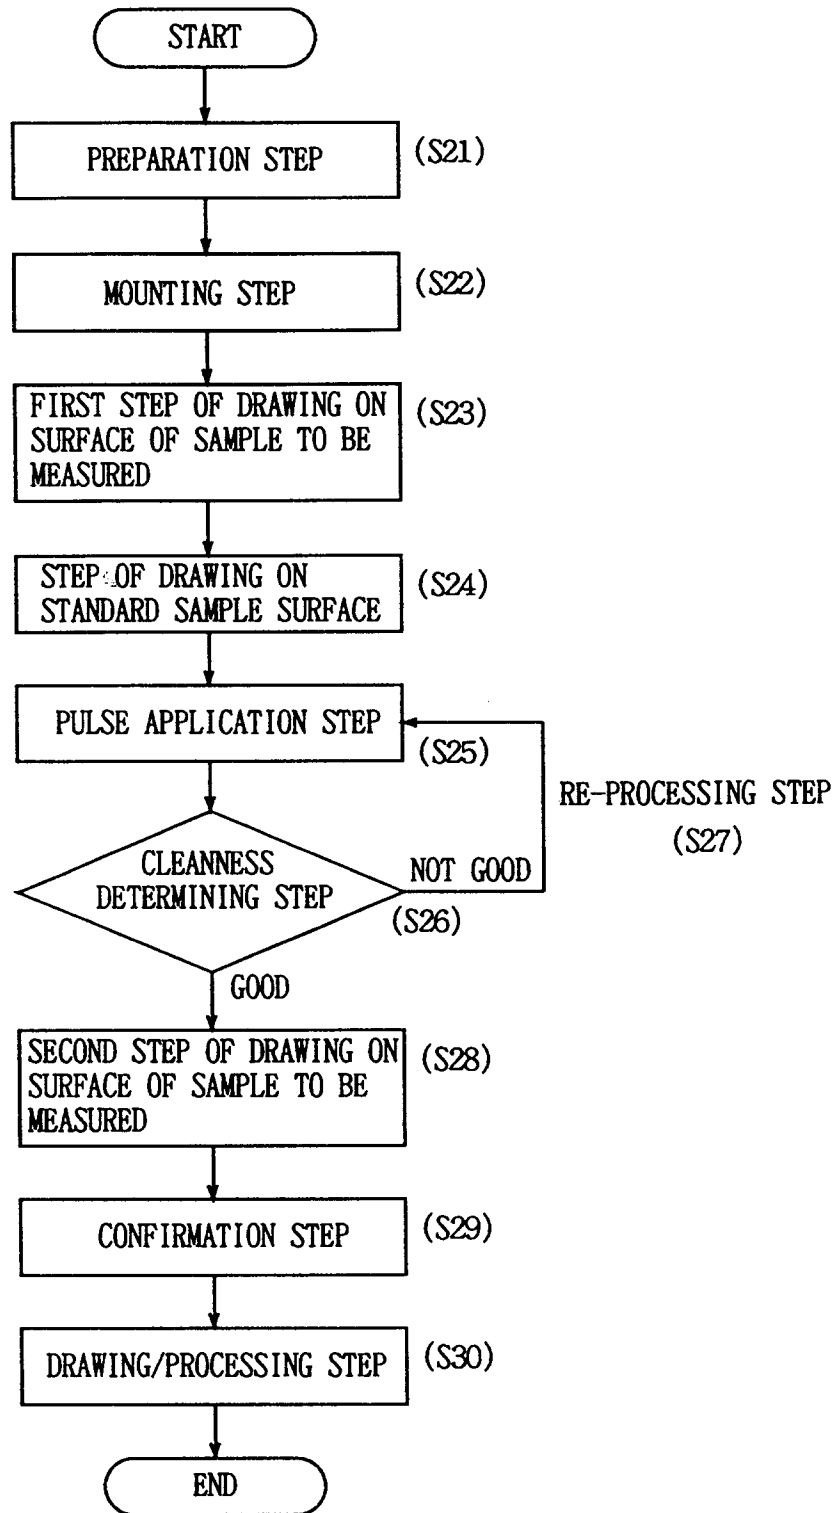 START
PREPARATION STEP
(S21)
MOUNTING STEP
(S22)
FIRST STEP OF DRAWING ON
SURFACE OF SAMPLE TO BE
MEASURED
(S23)
STEP OF DRAWING ON
STANDARD SAMPLE SURFACE
(S24)
PULSE APPLICATION STEP
(S25)
RE-PROCESSING STEP
(S27)
CLEANNESS
DETERMINING STEP
NOT GOOD
(S26)
GOOD
SECOND STEP OF DRAWING ON
SURFACE OF SAMPLE TO BE
MEASURED
(S28)
CONFIRMATION STEP
(S29)
DRAWING/PROCESSING STEP
(S30)
END